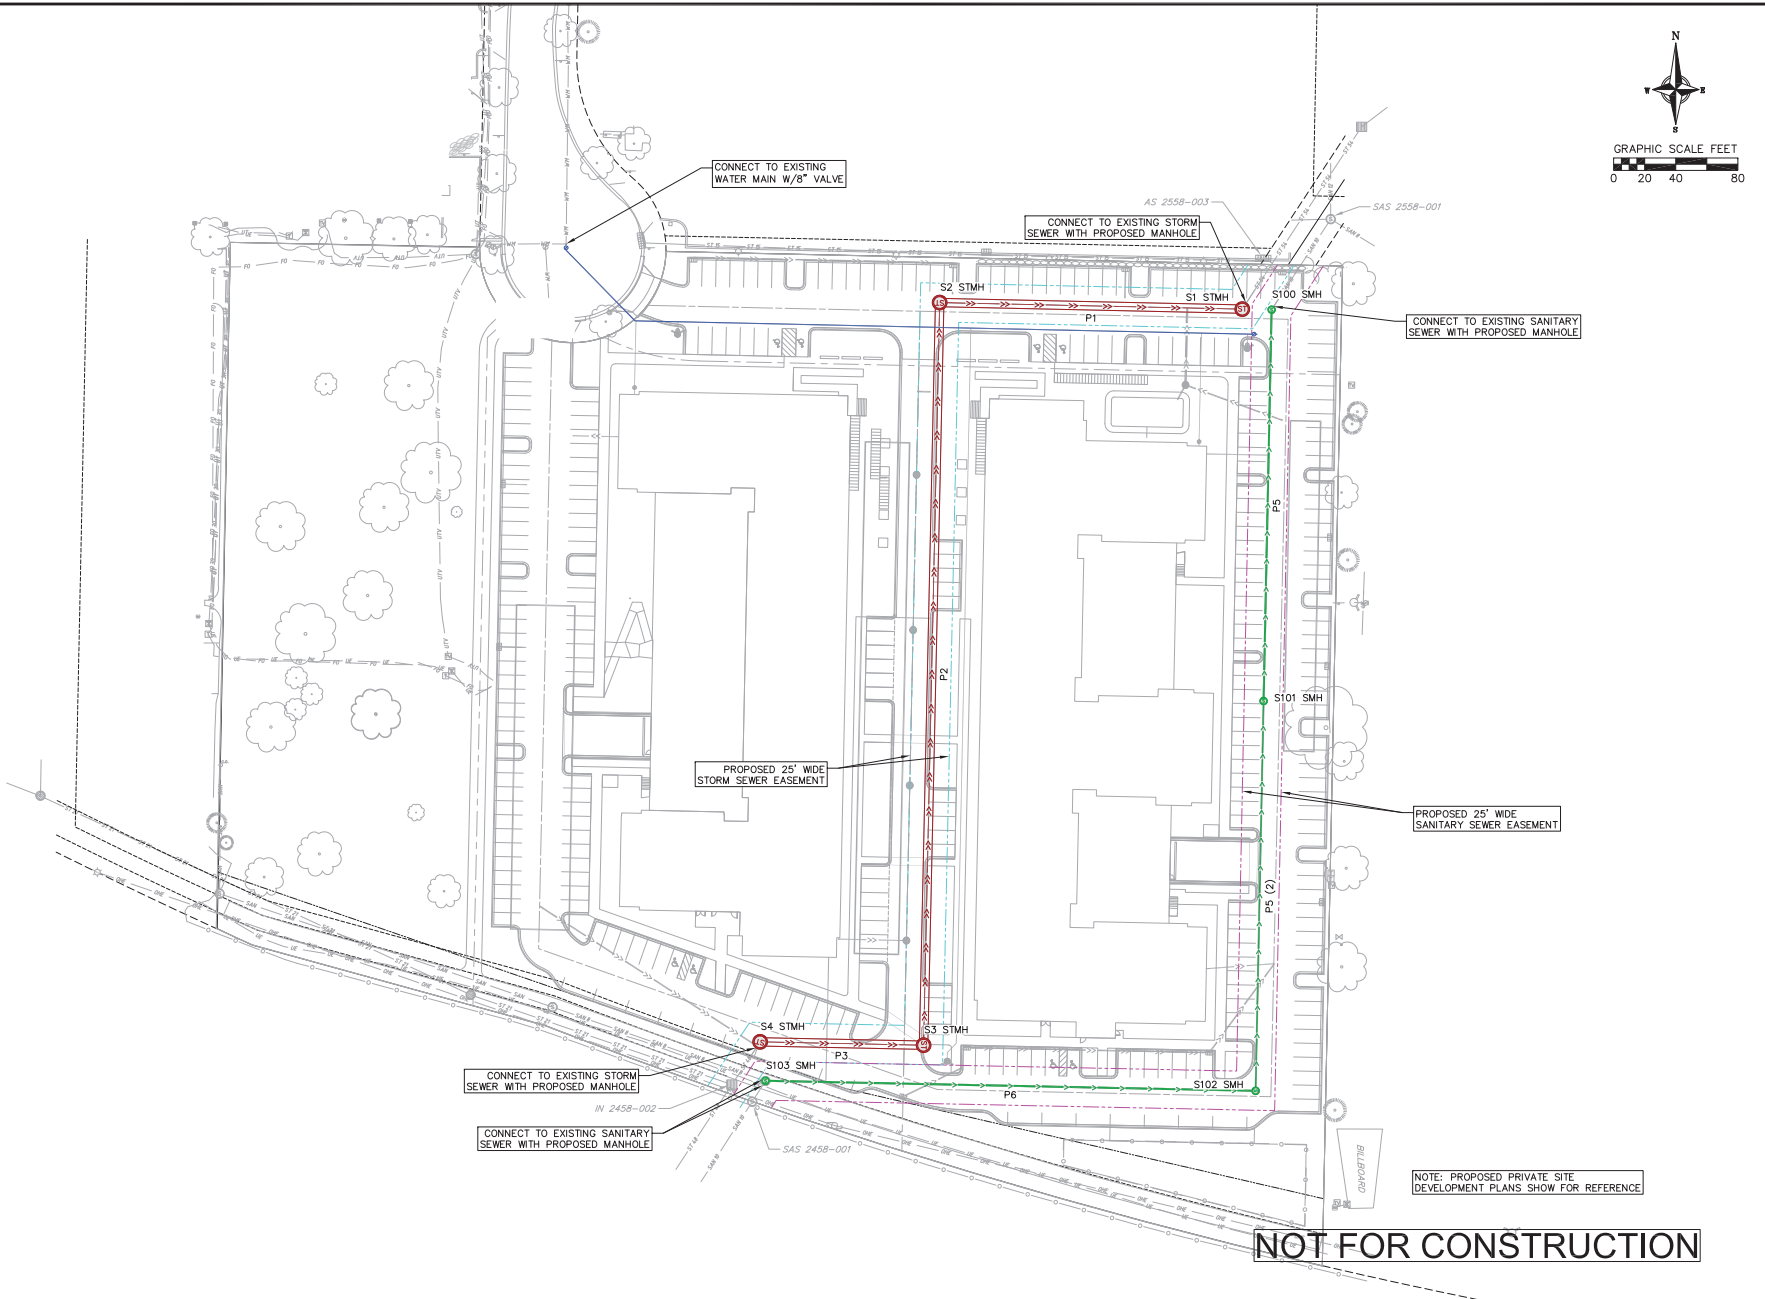 N
W
E
S
GRAPHIC SCALE FEET
0 20 40 80
CONNECT TO EXISTING
WATER MAIN W/8" VALVE
AS 2558-003
SAS 2558-001
CONNECT TO EXISTING STORM
SEWER WITH PROPOSED MANHOLE
S2 STMH
S1 STMH
S100 SMH
P1
CONNECT TO EXISTING SANITARY
SEWER WITH PROPOSED MANHOLE
P5
P2
S101 SMH
PROPOSED 25' WIDE
STORM SEWER EASEMENT
PROPOSED 25' WIDE
SANITARY SEWER EASEMENT
P5 (2)
S4 STMH
S3 STMH
P3
S103 SMH
CONNECT TO EXISTING STORM
SEWER WITH PROPOSED MANHOLE
S102 SMH
P6
IN 2458-002
CONNECT TO EXISTING SANITARY
SEWER WITH PROPOSED MANHOLE
SAS 2458-001
ST 48
SAN 18
BILLBOARD
NOTE: PROPOSED PRIVATE SITE
DEVELOPMENT PLANS SHOW FOR REFERENCE
NOT FOR CONSTRUCTION